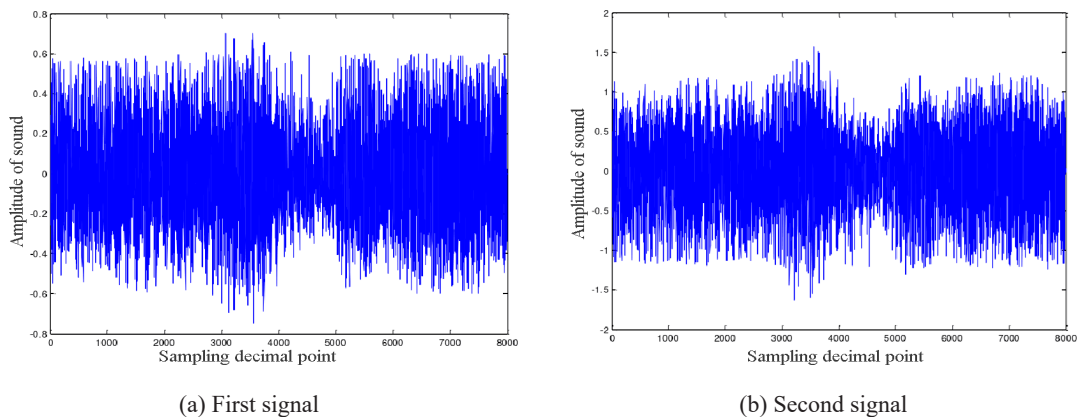 0.8
0.6
0.4
0.2
0
-0.2
-0.4
-0.6
-0.8
0 1000 2000 3000 4000 5000 6000 7000 8000
Amplitude of sound
Sampling decimal point
(a) First signal
2
1.5
1
0.5
0
-0.5
-1
-1.5
-2
0 1000 2000 3000 4000 5000 6000 7000 8000
Amplitude of sound
Sampling decimal point
(b) Second signal